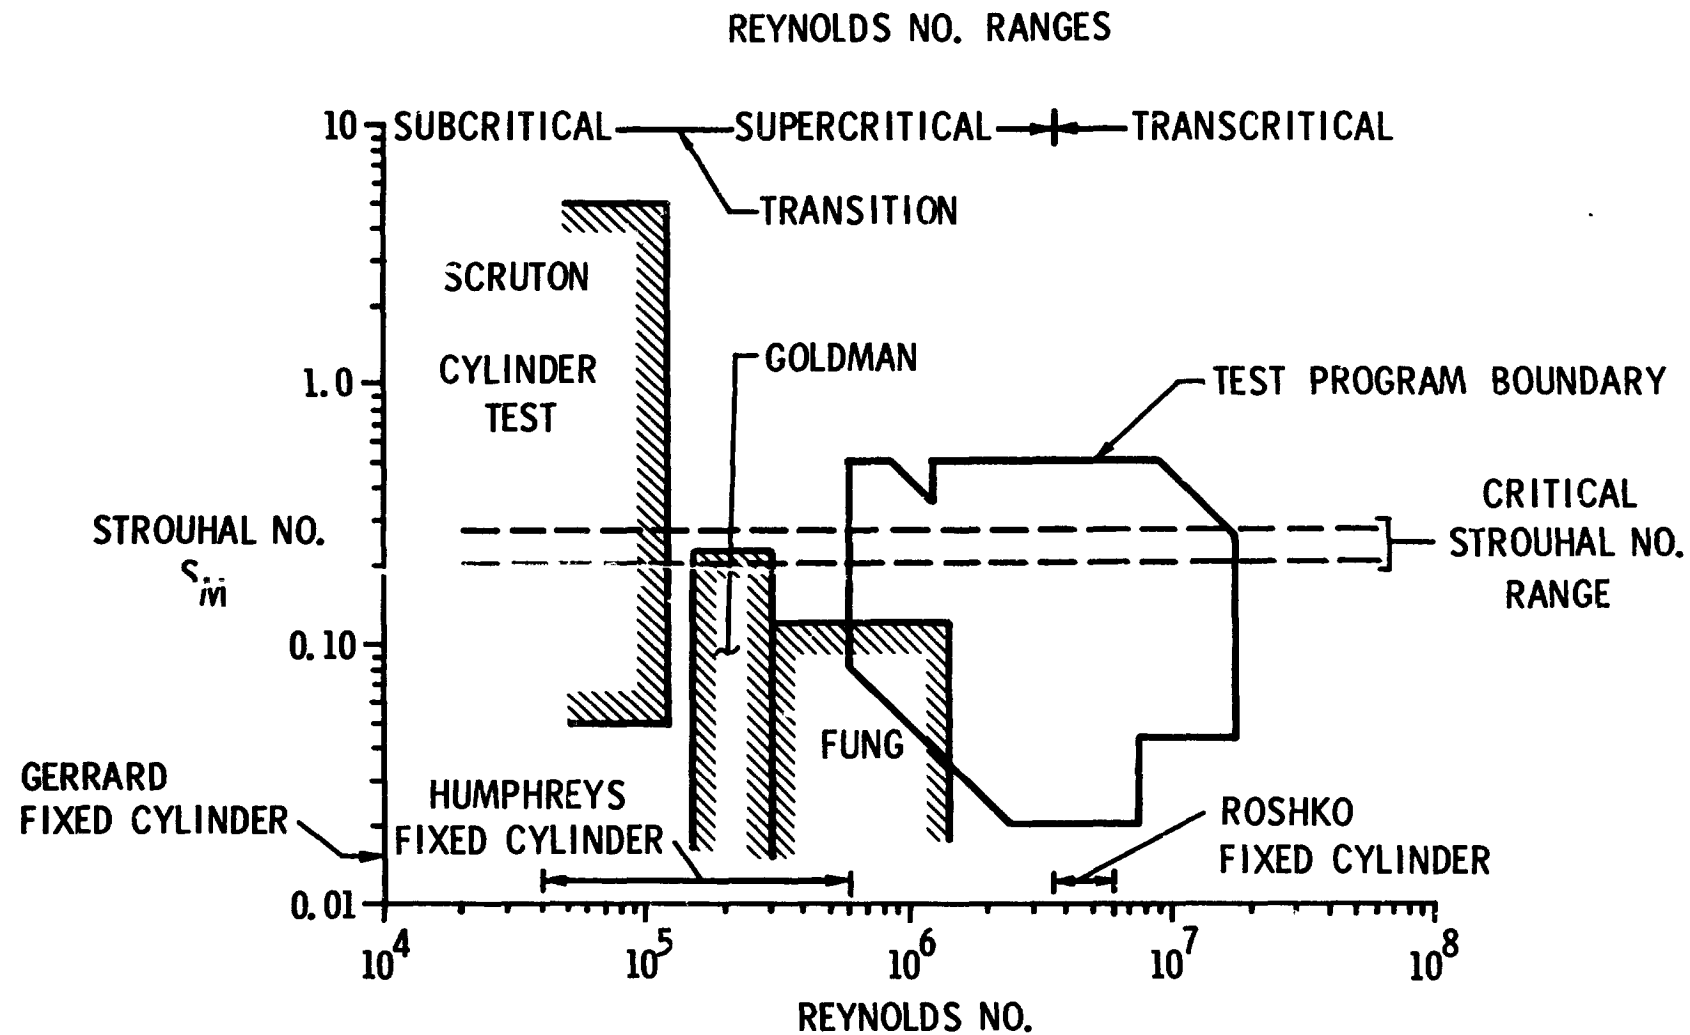 REYNOLDS NO. RANGES
10 SUBCRITICAL SUPERCRITICAL TRANSCRITICAL
TRANSITION
SCRUTON
CYLINDER
TEST
GOLDMAN
1.0
TEST PROGRAM BOUNDARY
CRITICAL
STROUHAL NO.
RANGE
STROUHAL NO.
0.10
FUNG
GERRARD
FIXED CYLINDER
HUMPHREYS
FIXED CYLINDER
ROSHKO
FIXED CYLINDER
0.01
10^4 10^5 10^6 10^7 10^8
REYNOLDS NO.